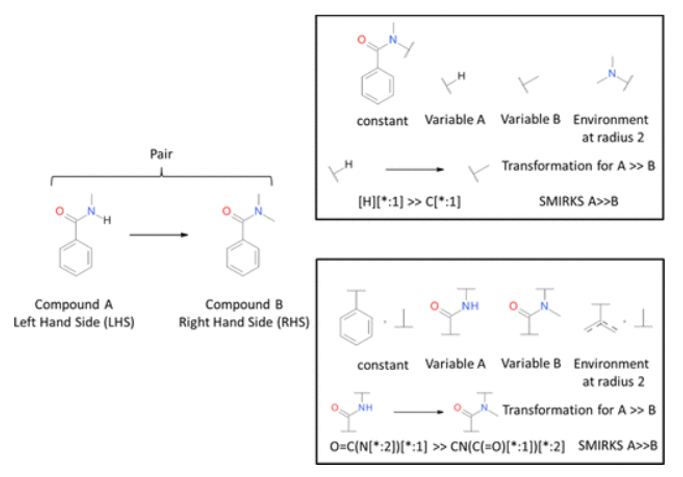 Pair
O
N
H
Compound A
Left Hand Side (LHS)
O
N
Compound B
Right Hand Side (RHS)
O
N
H
N
constant
Variable A
Variable B
Environment
at radius 2
H
Transformation for A >> B
[H][*:1] >> C[*:1]
SMIRKS A>>B
O
NH
O
N
constant
Variable A
Variable B
Environment
at radius 2
O
NH
O
N
Transformation for A >> B
O=C(N[*:2])[*:1] >> CN(C(=O)[*:1])[*:2]
SMIRKS A>>B